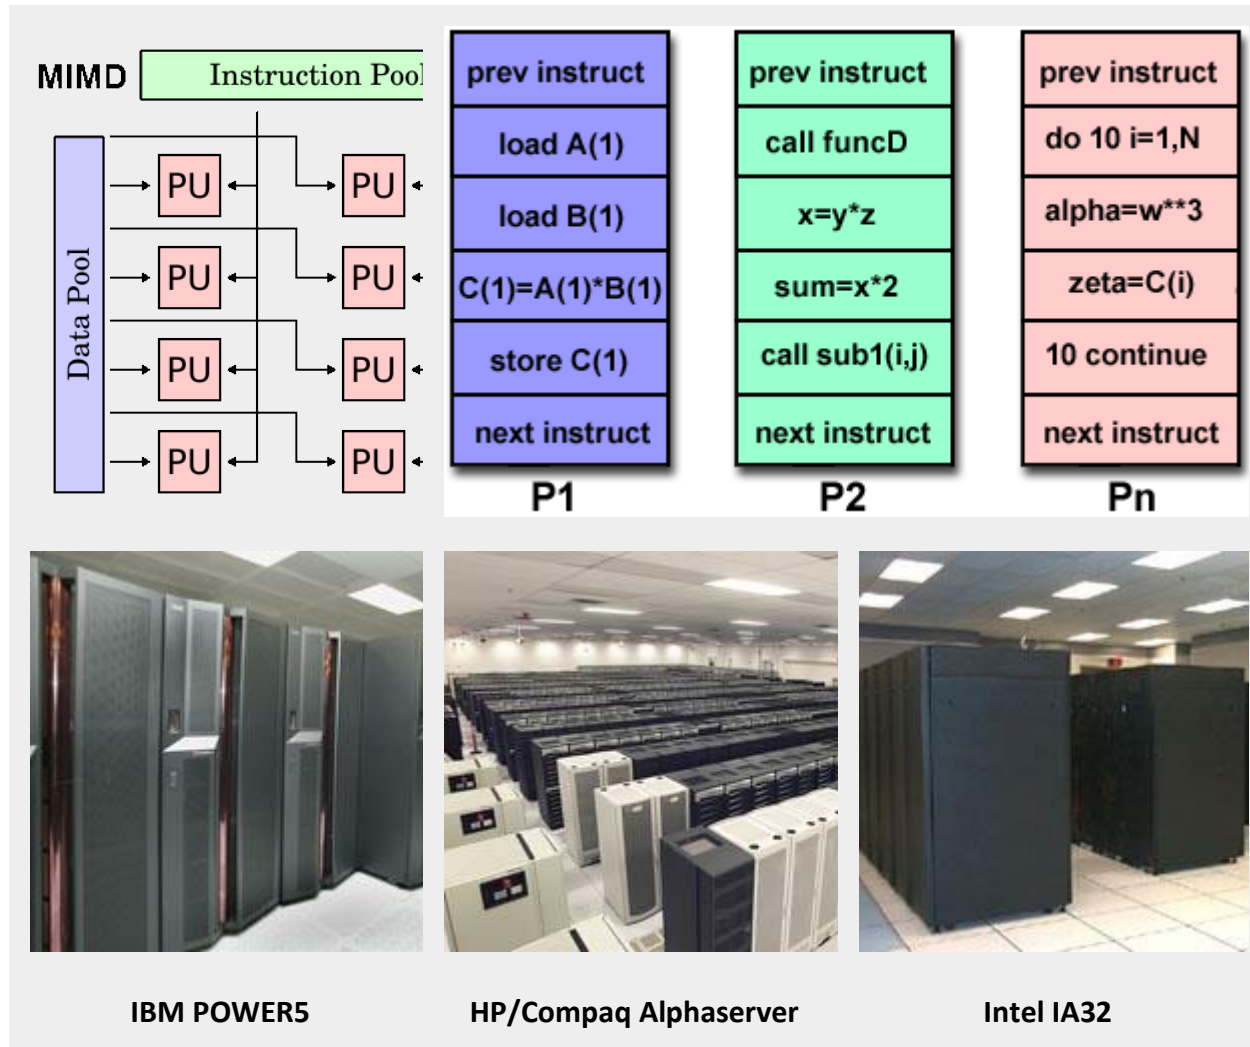 MIMD
Instruction Pool
Data Pool
PU PU
PU PU
PU PU
PU PU
prev instruct
load A(1)
load B(1)
C(1)=A(1)*B(1)
store C(1)
next instruct
P1
prev instruct
call funcD
x=y*z
sum=x*2
call sub1(i,j)
next instruct
P2
prev instruct
do 10 i=1,N
alpha=w**3
zeta=C(i)
10 continue
next instruct
Pn
IBM POWER5
HP/Compaq Alphaserver
Intel IA32